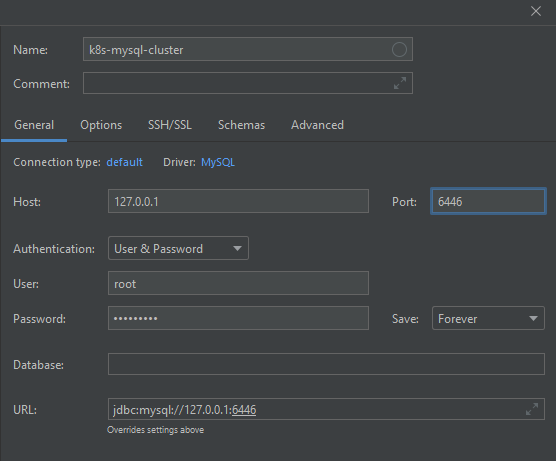 Name: k8s-mysql-cluster
Comment:
General Options SSH/SSL Schemas Advanced
Connection type: default Driver: MySQL
Host: 127.0.0.1 Port: 6446
Authentication: User & Password
User: root
Password: ••••••••• Save: Forever
Database:
URL: jdbc:mysql://127.0.0.1:6446
Overrides settings above